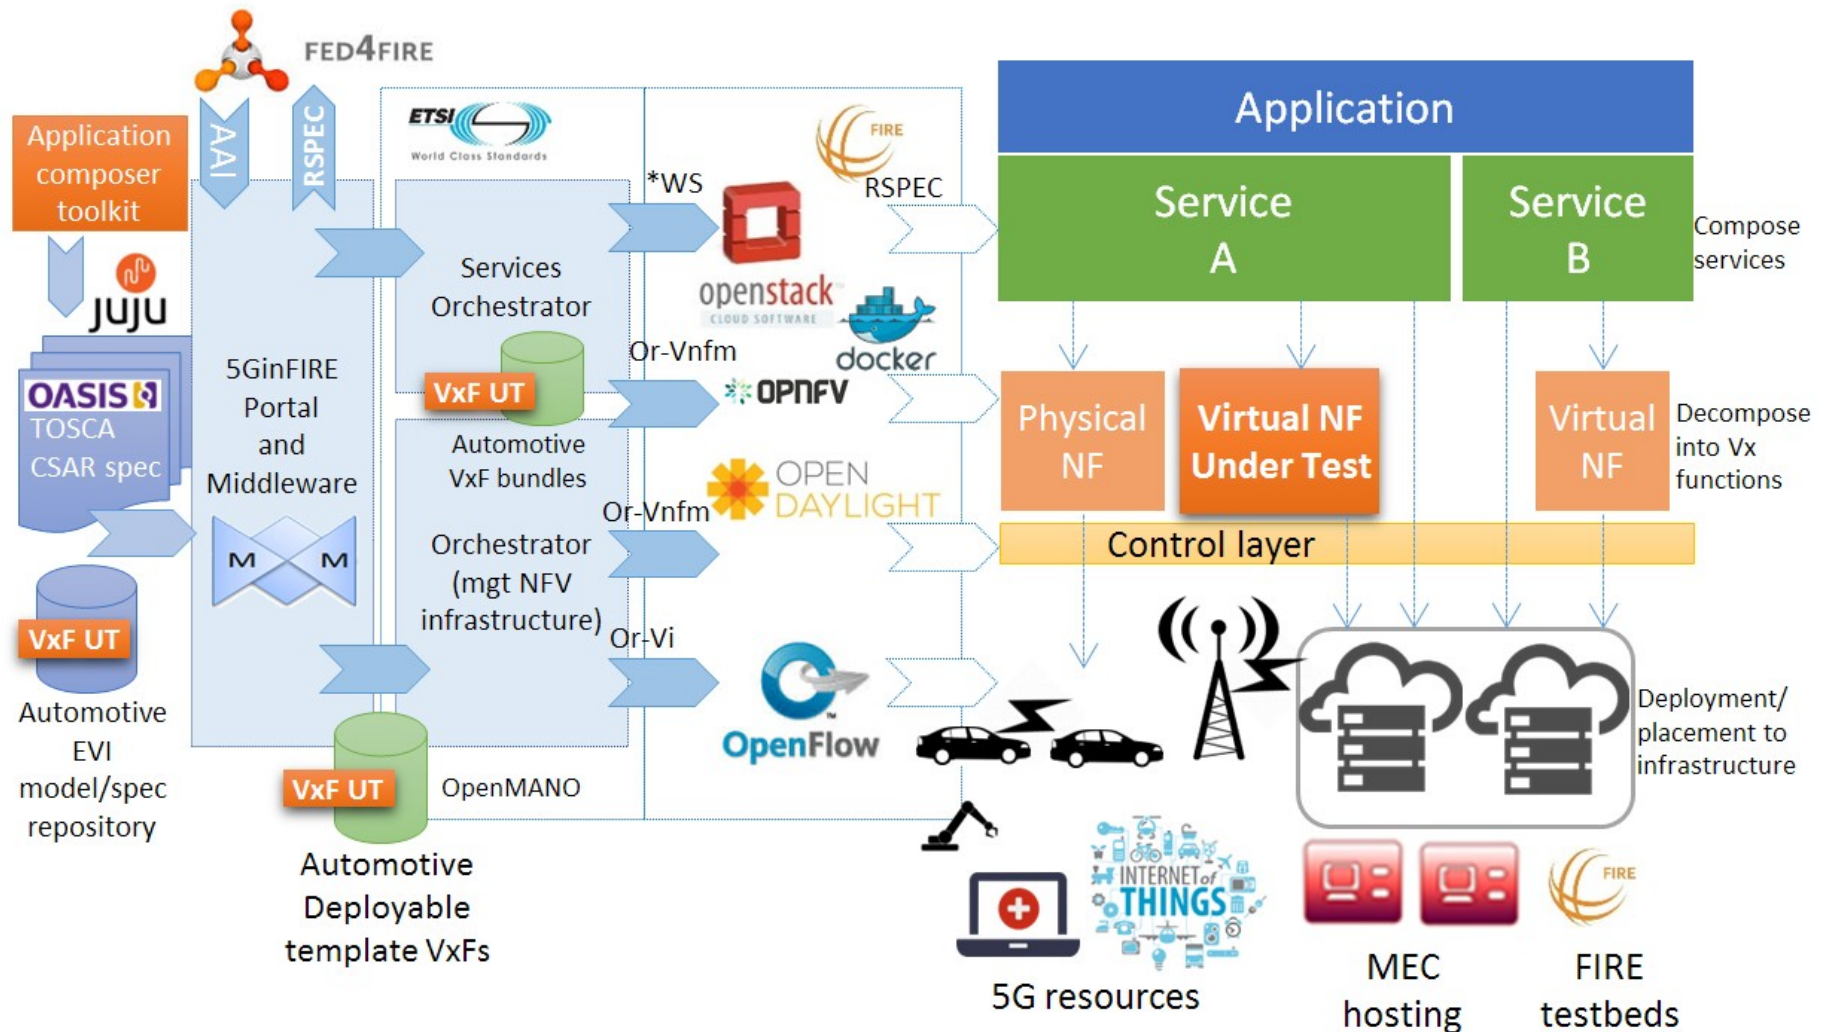 FED4FIRE
AAI
RSPEC
Application
composer
toolkit
juju
OASIS
TOSCA
CSAR spec
VxF UT
Automotive
EVI
model/spec
repository
5GinFIRE
Portal
and
Middleware
M M
ETSI
World Class Standards
Services
Orchestrator
VxF UT
Automotive
VxF bundles
Orchestrator
(mgt NFV
infrastructure)
VxF UT
OpenMANO
Automotive
Deployable
template VxFs
*WS
Or-Vnfm
Or-Vnfm
Or-Vi
FIRE
RSPEC
openstack
CLOUD SOFTWARE
docker
OPNFV
OPEN
DAYLIGHT
OpenFlow
TM
Application
Service
A
Service
B
Compose
services
Physical
NF
Virtual NF
Under Test
Virtual
NF
Decompose
into Vx
functions
Control layer
Deployment/
placement to
infrastructure
INTERNET of
THINGS
5G resources
MEC
hosting
FIRE
FIRE
testbeds